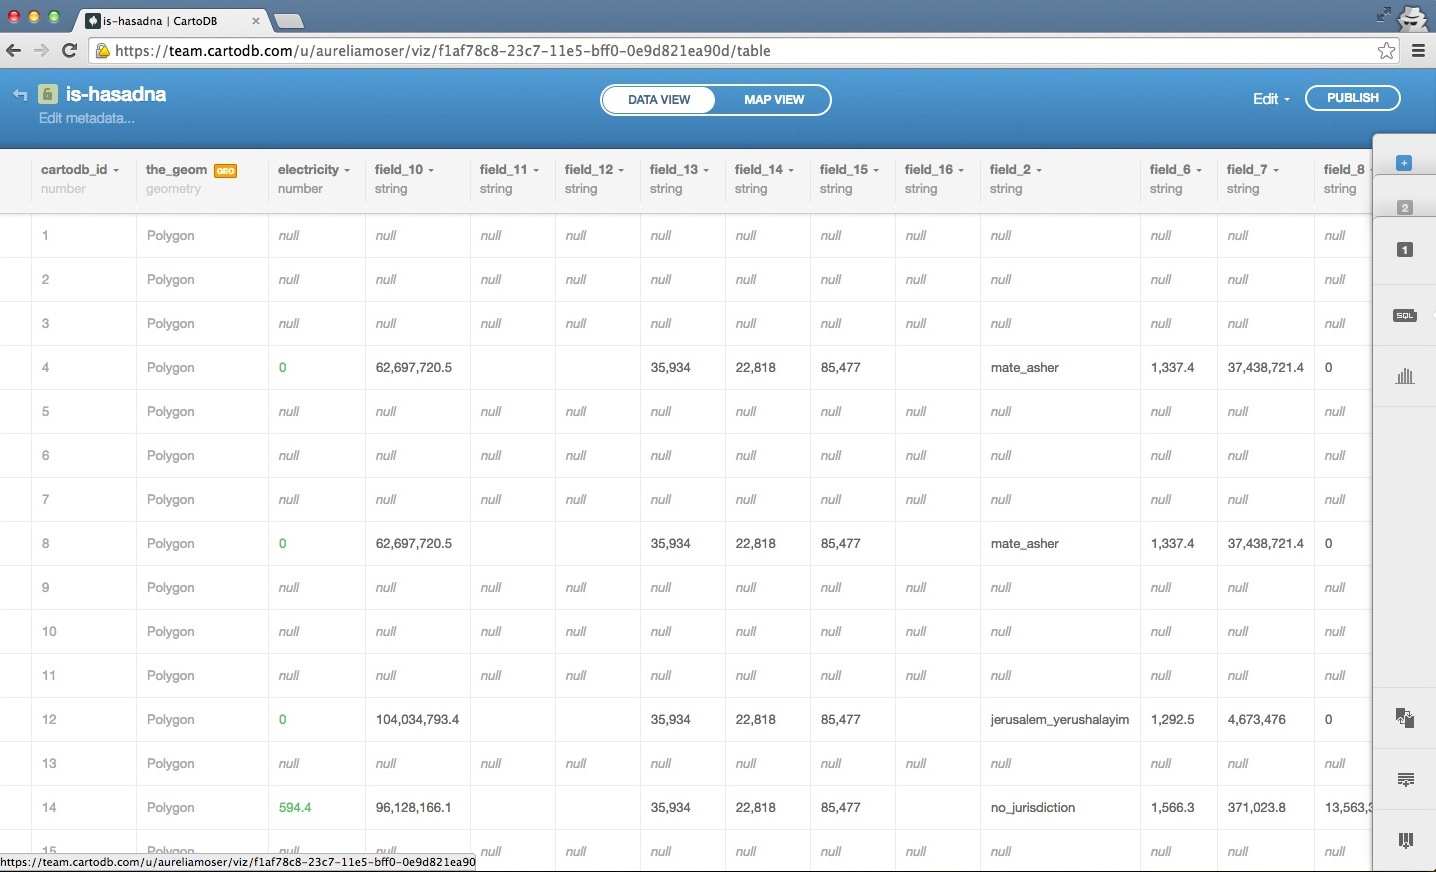 is-hasadna | CartoDB
https://team.cartodb.com/u/aureliamoser/viz/f1af78c8-23c7-11e5-bff0-0e9d821ea90d/table
is-hasadna
Edit metadata...
DATA VIEW MAP VIEW
Edit PUBLISH
cartodb_id the_geom GEO electricity field_10 field_11 field_12 field_13 field_14 field_15 field_16 field_2 field_6 field_7 field_8
number geometry number string string string string string string string string string string string
1 Polygon null null null null null null null null null null null null
2 Polygon null null null null null null null null null null null null
3 Polygon null null null null null null null null null null null null
4 Polygon 0 62,697,720.5 35,934 22,818 85,477 mate_asher 1,337.4 37,438,721.4 0
5 Polygon null null null null null null null null null null null null
6 Polygon null null null null null null null null null null null null
7 Polygon null null null null null null null null null null null null
8 Polygon 0 62,697,720.5 35,934 22,818 85,477 mate_asher 1,337.4 37,438,721.4 0
9 Polygon null null null null null null null null null null null null
10 Polygon null null null null null null null null null null null null
11 Polygon null null null null null null null null null null null null
12 Polygon 0 104,034,793.4 35,934 22,818 85,477 jerusalem_yerushalayim 1,292.5 4,673,476 0
13 Polygon null null null null null null null null null null null null
14 Polygon 594.4 96,128,166.1 35,934 22,818 85,477 no_jurisdiction 1,566.3 371,023.8 13,563,3
15 Polygon null null null null null null null null null null null null
https://team.cartodb.com/u/aureliamoser/viz/f1af78c8-23c7-11e5-bff0-0e9d821ea90
2
1
SQL